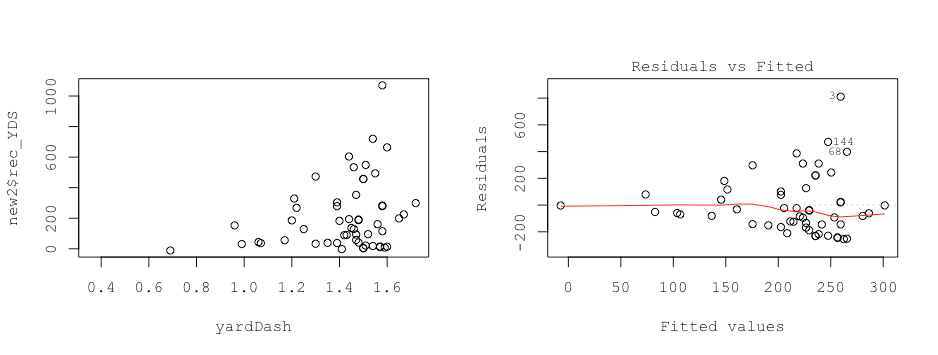 new2$rec_YDS
1000
600
200
0
0.4 0.6 0.8 1.0 1.2 1.4 1.6
yardDash
Residuals vs Fitted
Residuals
600
200
−200
3
144
68
0 50 100 150 200 250 300
Fitted values